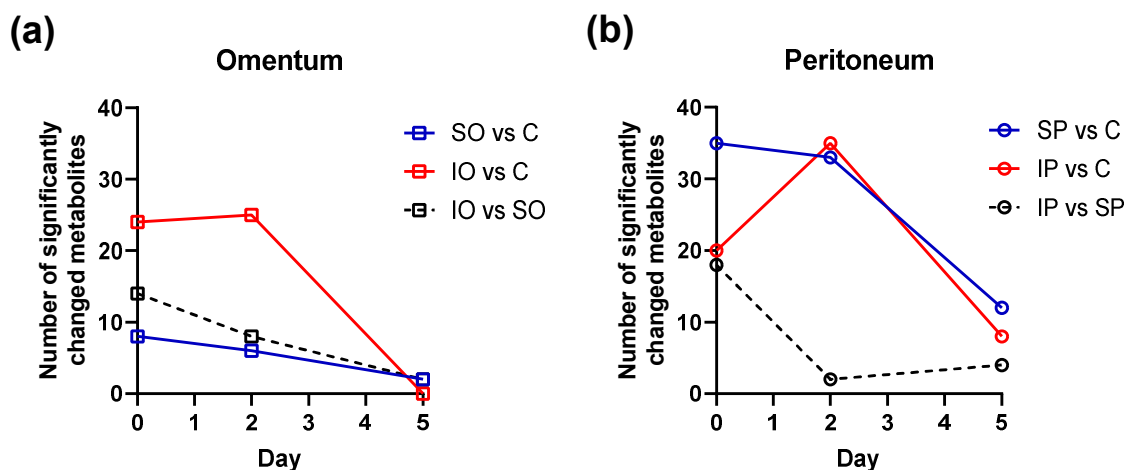 (a)
Omentum
Number of significantly
changed metabolites
40
30
20
10
0
0 1 2 3 4 5
Day
SO vs C
IO vs C
IO vs SO
(b)
Peritoneum
Number of significantly
changed metabolites
40
30
20
10
0
0 1 2 3 4 5
Day
SP vs C
IP vs C
IP vs SP